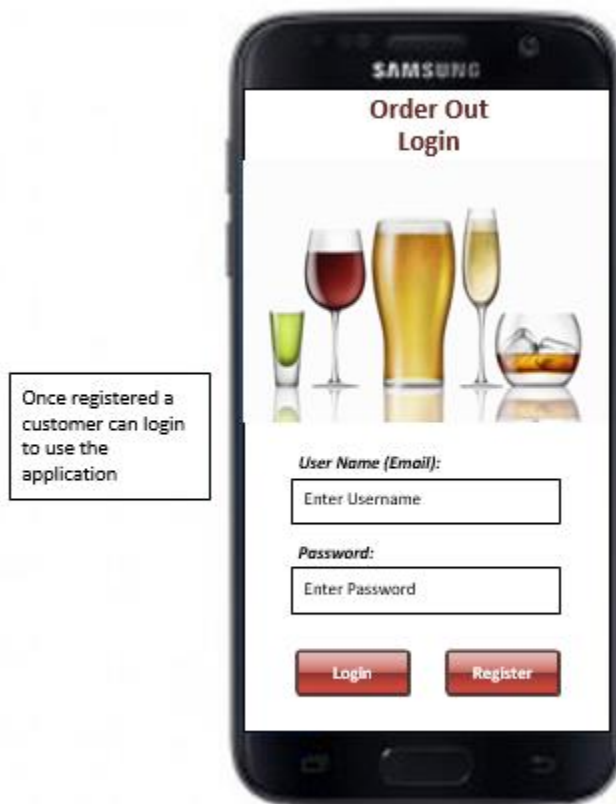 SAMSUNG
Order Out
Login
Once registered a
customer can login
to use the
application
User Name (Email):
Enter Username
Password:
Enter Password
Login
Register